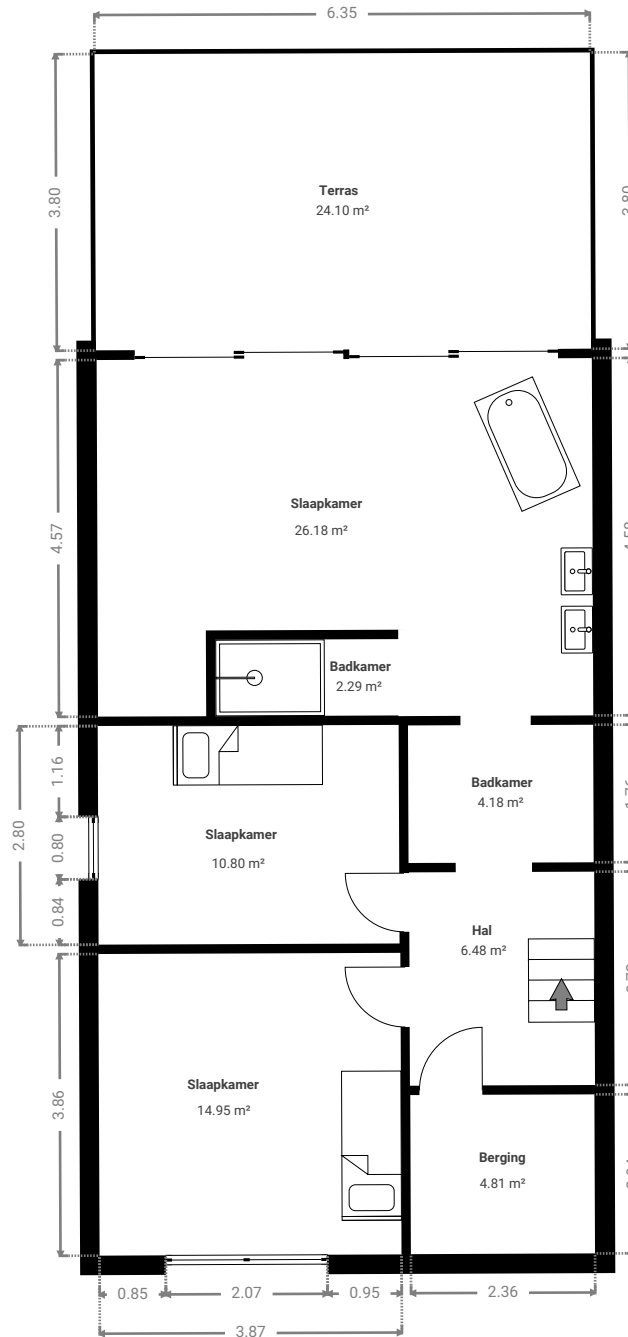 6.35
3.80
Terras
24.10 m²
4.57
Slaapkamer
26.18 m²
Badkamer
2.29 m²
2.80
1.16
0.80
0.84
Slaapkamer
10.80 m²
Badkamer
4.18 m²
Hal
6.48 m²
3.86
Slaapkamer
14.95 m²
Berging
4.81 m²
0.85
2.07
0.95
2.36
3.87